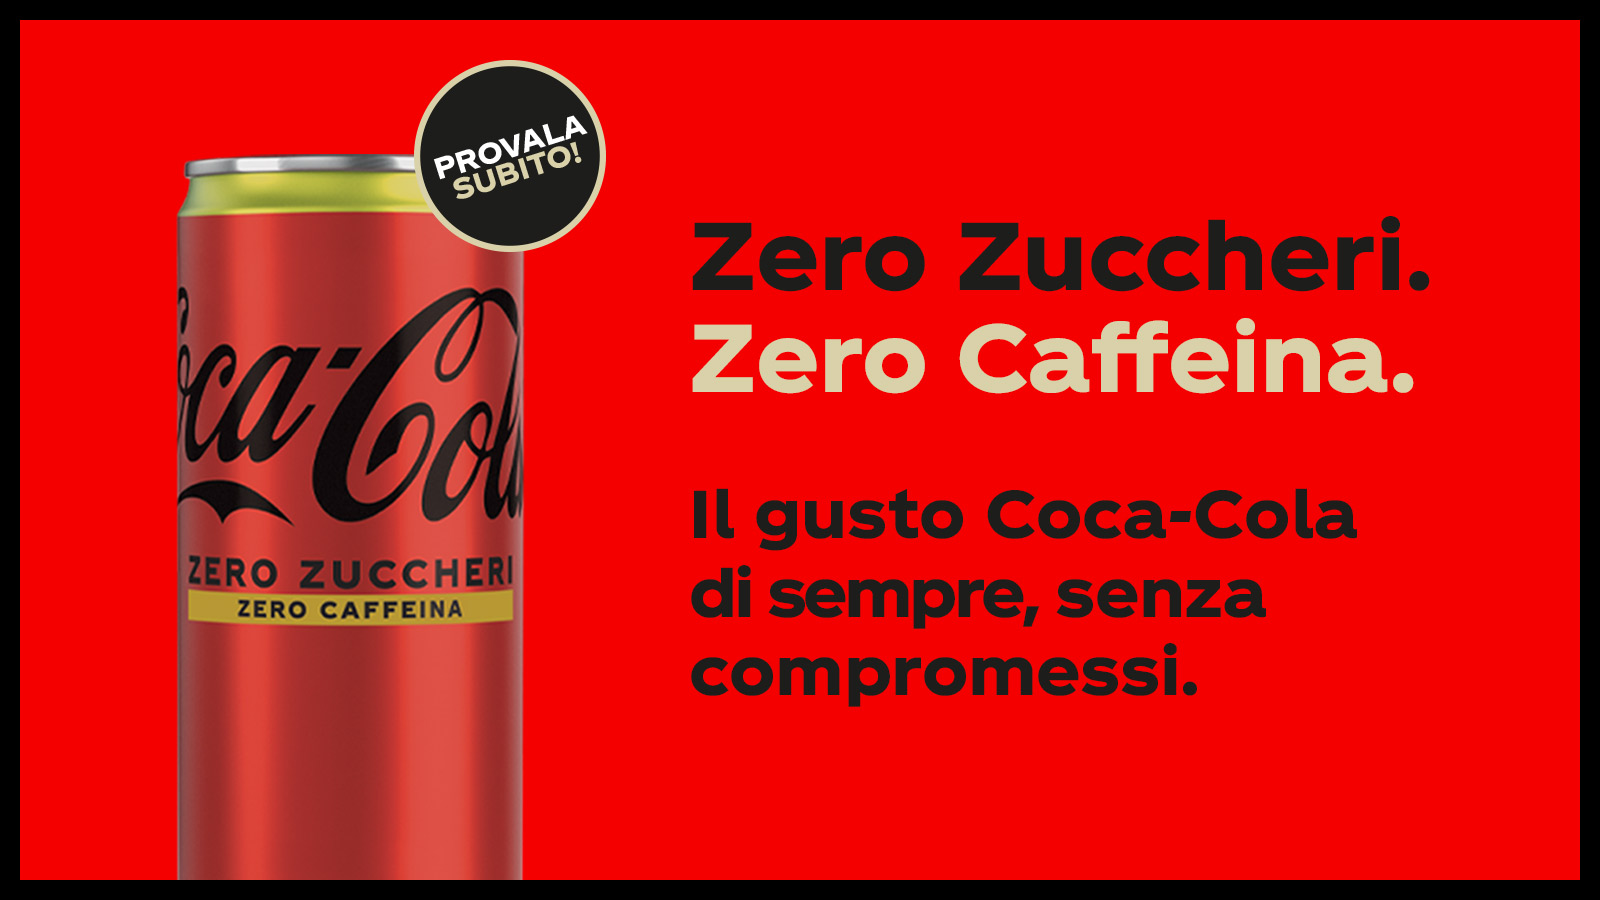 PROVALA
SUBITO!
Coca-Cola
ZERO ZUCCHERI
ZERO CAFFEINA
Zero Zuccheri.
Zero Caffeina.
Il gusto Coca-Cola
di sempre, senza
compromessi.